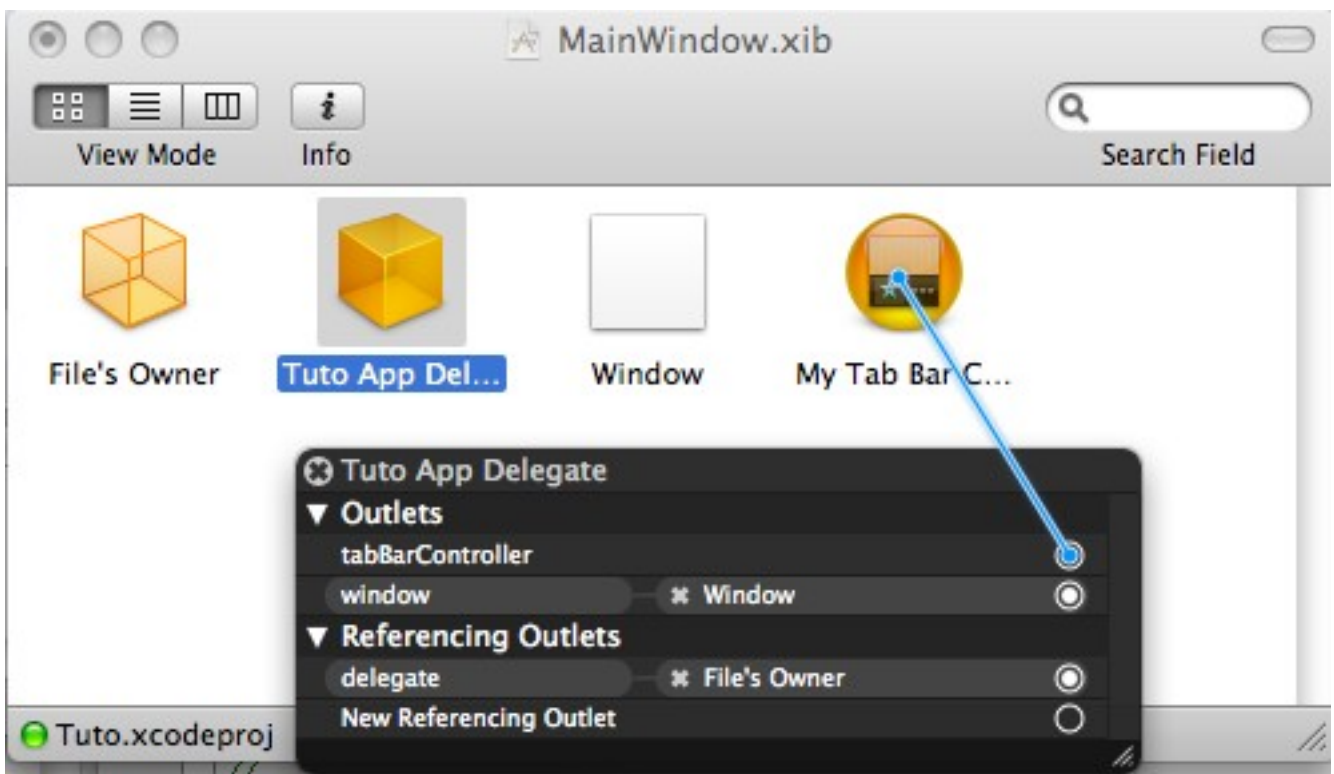 MainWindow.xib
View Mode
Info
Search Field
File's Owner
Tuto App Del...
Window
My Tab Bar C...
Tuto App Delegate
Outlets
tabBarController
window
Window
Referencing Outlets
delegate
File's Owner
New Referencing Outlet
Tuto.xcodeproj
//